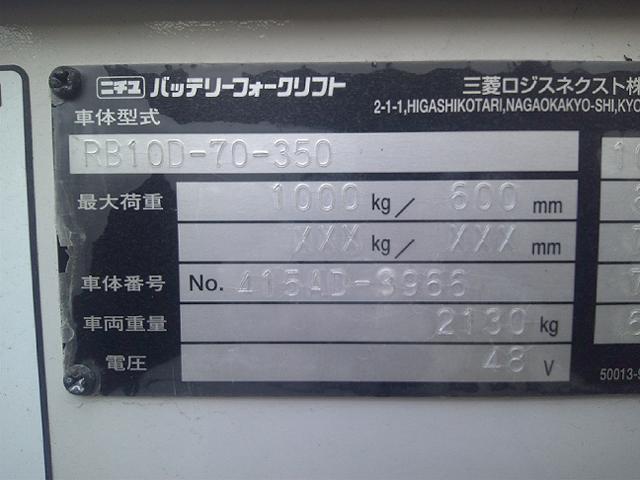 ニチユ バッテリーフォークリフト 三菱ロジスネクスト株
2-1-1,HIGASHIKOTARI,NAGAOKAKYO-SHI,KYO
車体型式
RB10D-70-350
最大荷重 1000 kg / 600 mm
XXX kg / XXX mm
車体番号 No. 415AD-3966
車両重量 2130 kg
電圧 48 V
50013-9